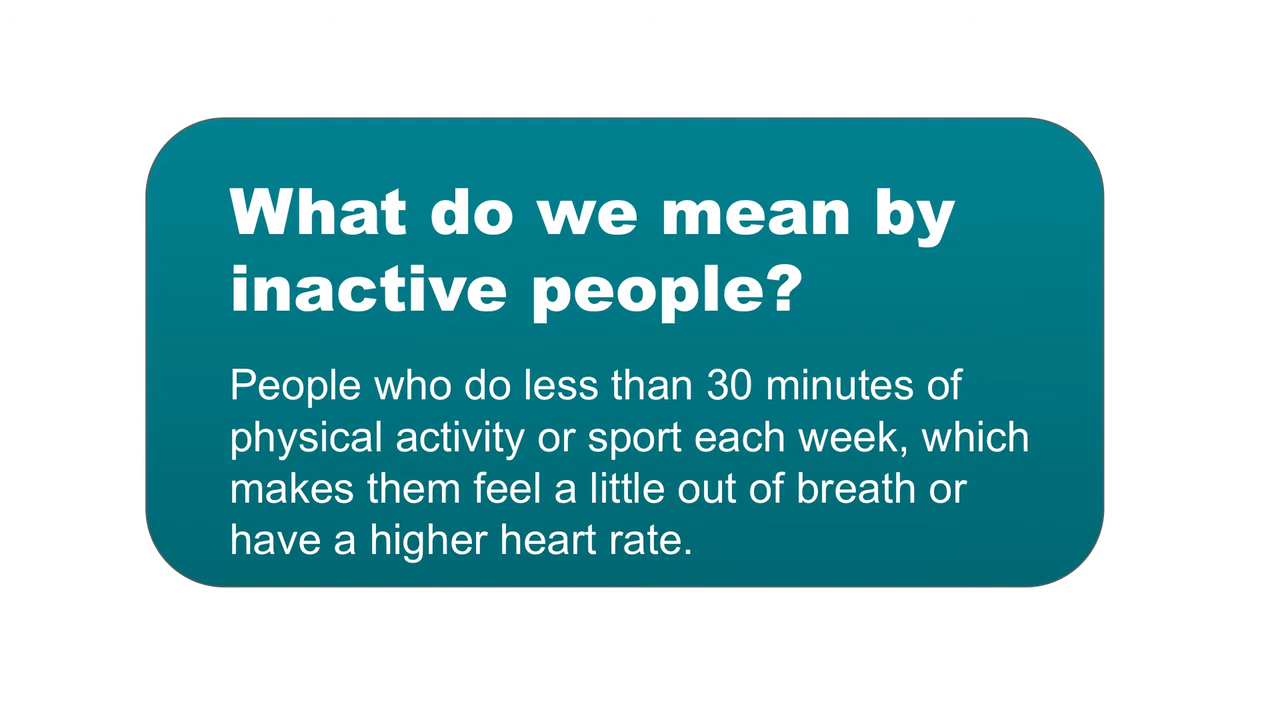 What do we mean by
inactive people?
People who do less than 30 minutes of
physical activity or sport each week, which
makes them feel a little out of breath or
have a higher heart rate.